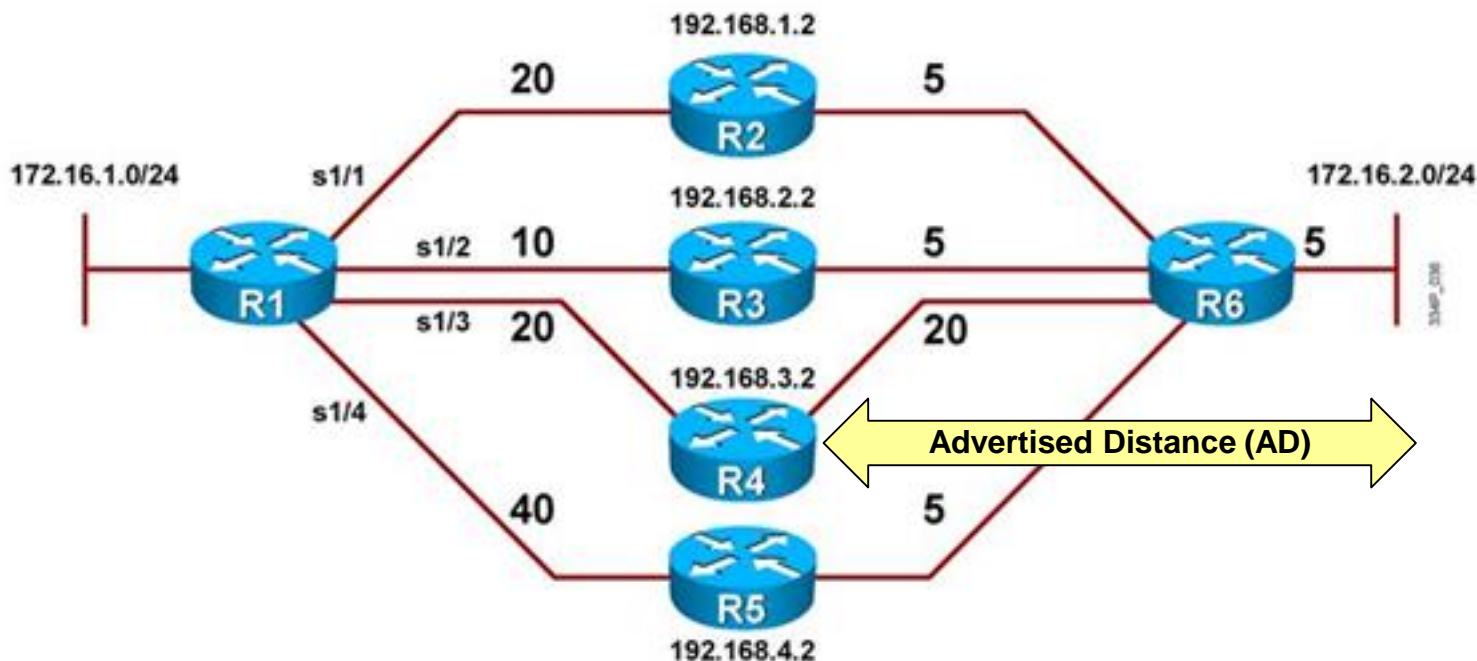 192.168.1.2
20
5
R2
172.16.1.0/24
s1/1
172.16.2.0/24
192.168.2.2
s1/2
10
5
5
R1
R3
R6
s1/3
20
20
334P_036
192.168.3.2
s1/4
R4
Advertised Distance (AD)
40
5
R5
192.168.4.2